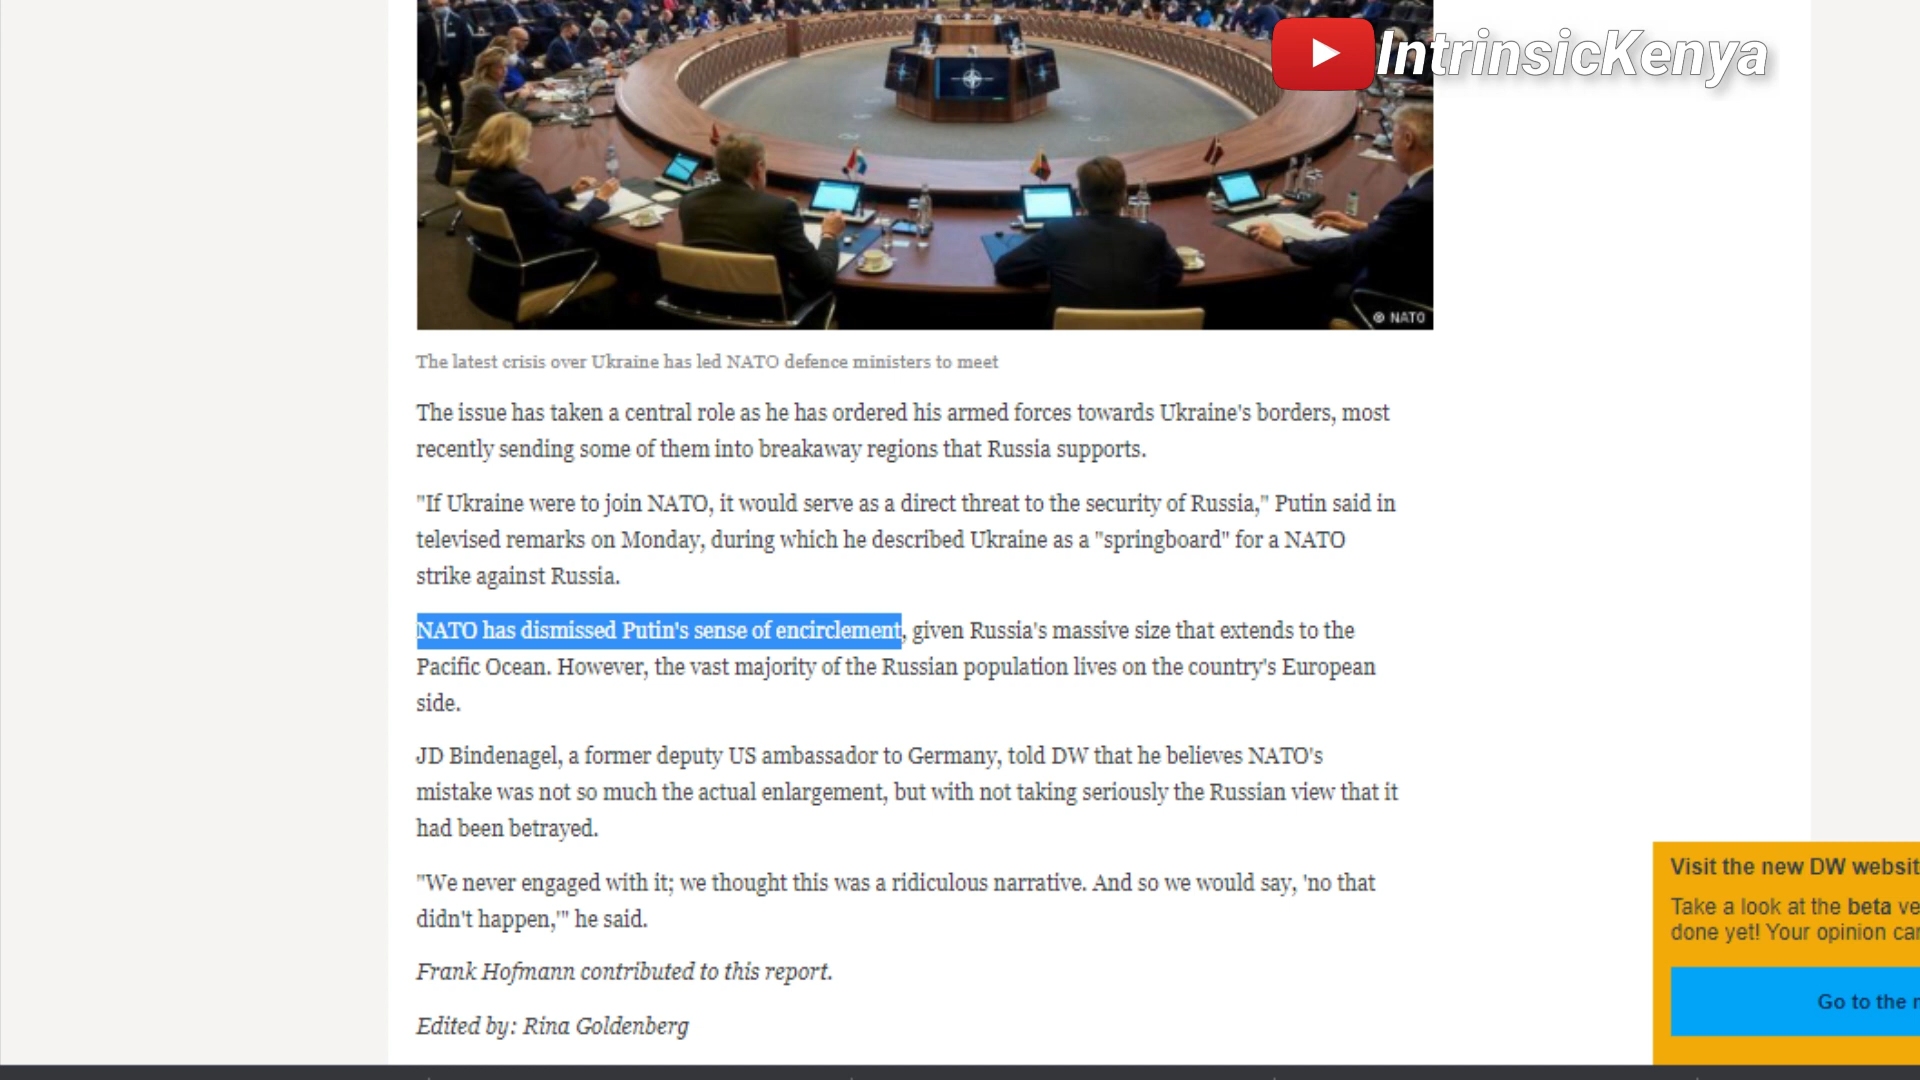 IntrinsicKenya
© NATO
The latest crisis over Ukraine has led NATO defence ministers to meet
The issue has taken a central role as he has ordered his armed forces towards Ukraine's borders, most
recently sending some of them into breakaway regions that Russia supports.
"If Ukraine were to join NATO, it would serve as a direct threat to the security of Russia," Putin said in
televised remarks on Monday, during which he described Ukraine as a "springboard" for a NATO
strike against Russia.
NATO has dismissed Putin's sense of encirclement, given Russia's massive size that extends to the
Pacific Ocean. However, the vast majority of the Russian population lives on the country's European
side.
JD Bindenagel, a former deputy US ambassador to Germany, told DW that he believes NATO's
mistake was not so much the actual enlargement, but with not taking seriously the Russian view that it
had been betrayed.
"We never engaged with it; we thought this was a ridiculous narrative. And so we would say, 'no that
didn't happen,'" he said.
Frank Hofmann contributed to this report.
Edited by: Rina Goldenberg
Visit the new DW websit
Take a look at the beta ve
done yet! Your opinion car
Go to the